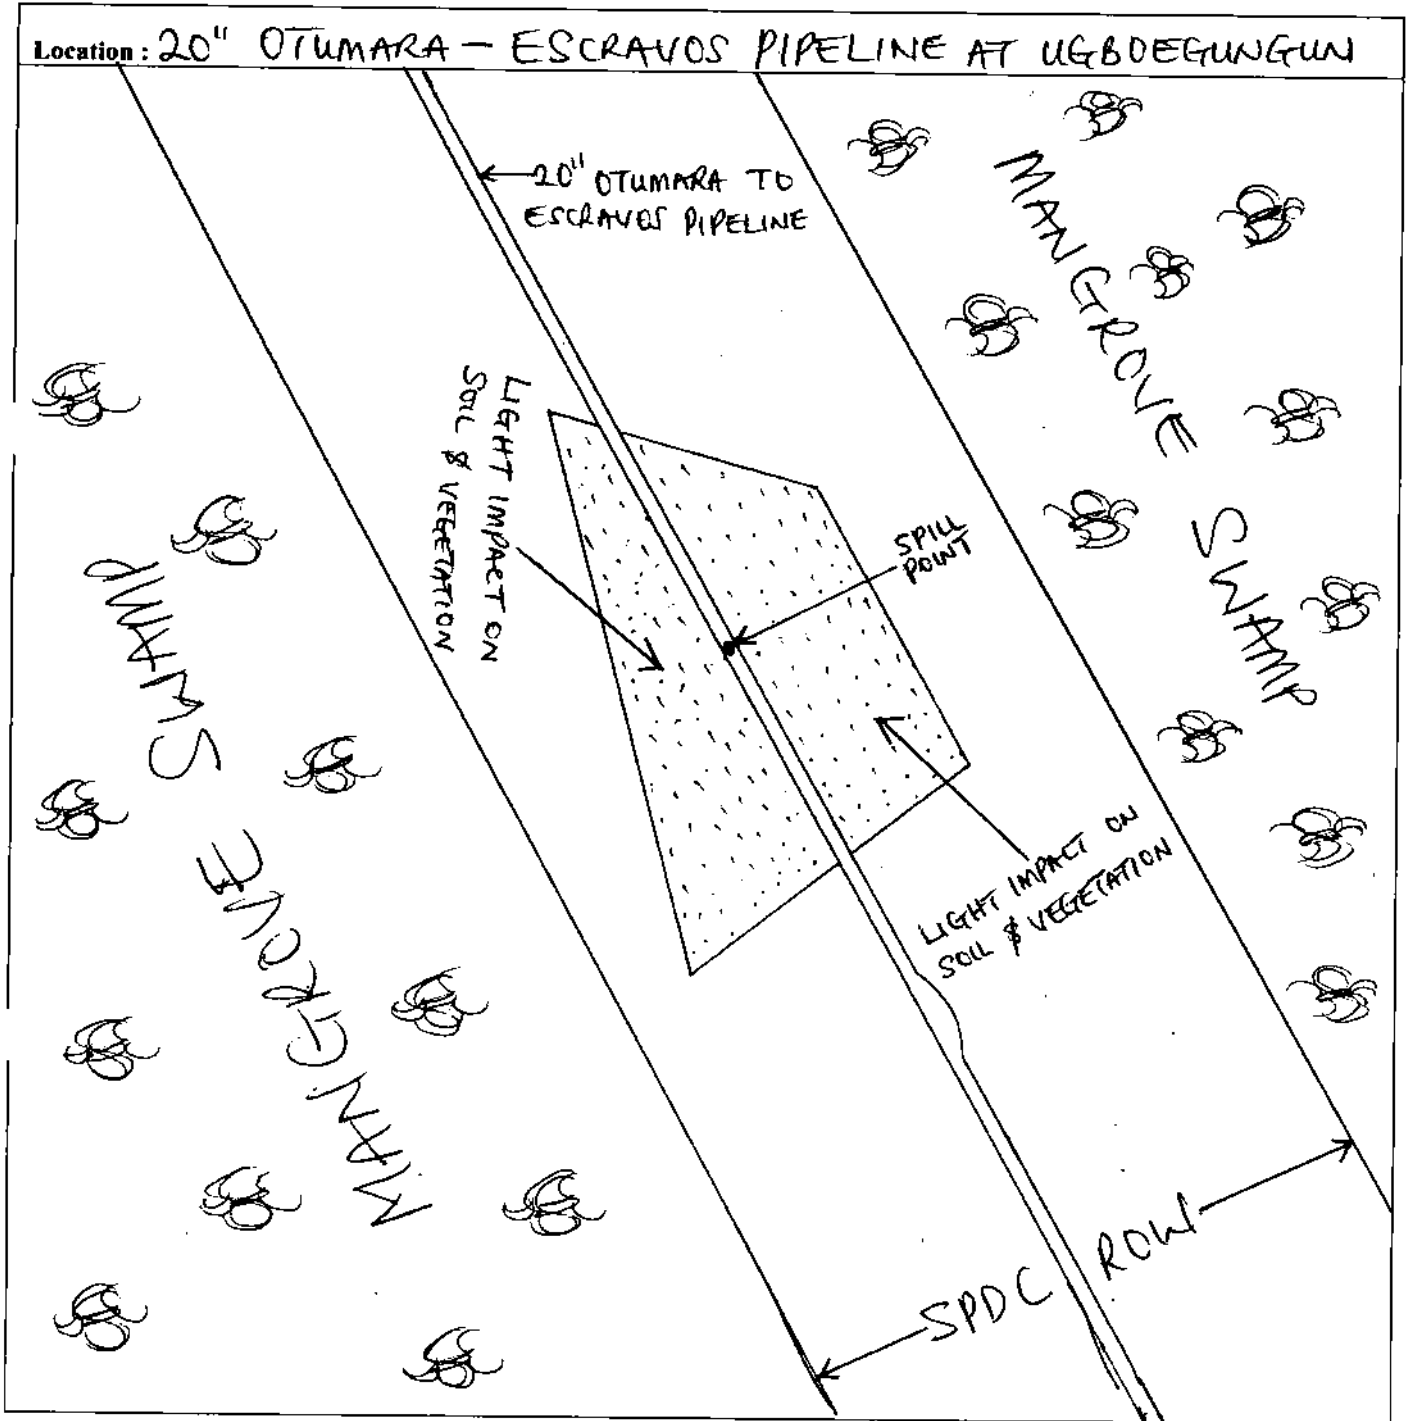 Location : 20" OTUMARA - ESCRAVOS PIPELINE AT UGBOEGUNGUN
20" OTUMARA TO
ESCRAVOS PIPELINE
MANGROVE SWAMP
LIGHT IMPACT ON
SOIL & VEGETATION
SPILL
POINT
MANGROVE SWAMP
LIGHT IMPACT ON
SOIL & VEGETATION
SPDC ROW